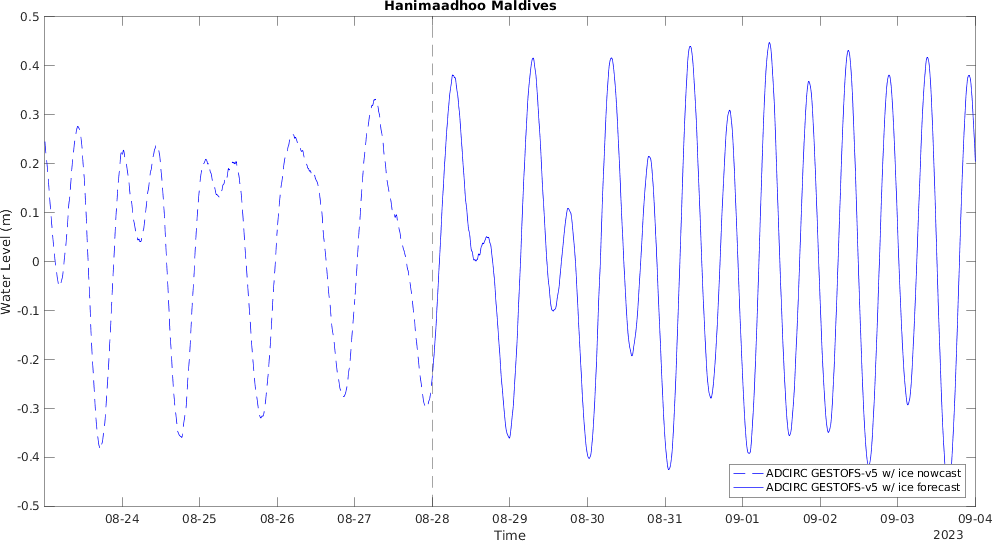 Hanimaadhoo Maldives
0.5
0.4
0.3
0.2
0.1
0
-0.1
-0.2
-0.3
-0.4
-0.5
Water Level (m)
ADCIRC GESTOFS-v5 w/ ice nowcast
ADCIRC GESTOFS-v5 w/ ice forecast
08-24 08-25 08-26 08-27 08-28 08-29 08-30 08-31 09-01 09-02 09-03 09-04
Time
2023